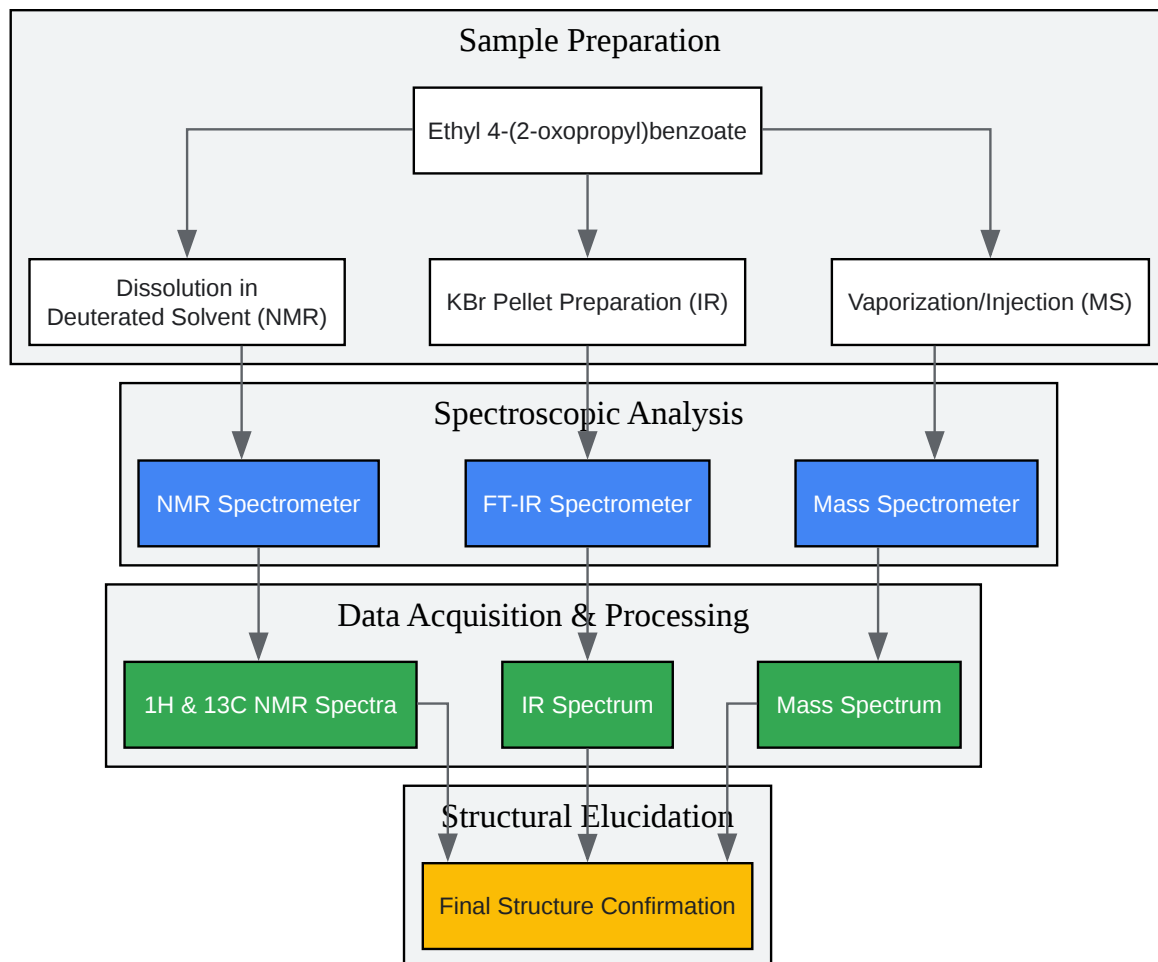 Sample Preparation
Ethyl 4-(2-oxopropyl)benzoate
Dissolution in
Deuterated Solvent (NMR)
KBr Pellet Preparation (IR)
Vaporization/Injection (MS)
Spectroscopic Analysis
NMR Spectrometer
FT-IR Spectrometer
Mass Spectrometer
Data Acquisition & Processing
1H & 13C NMR Spectra
IR Spectrum
Mass Spectrum
Structural Elucidation
Final Structure Confirmation